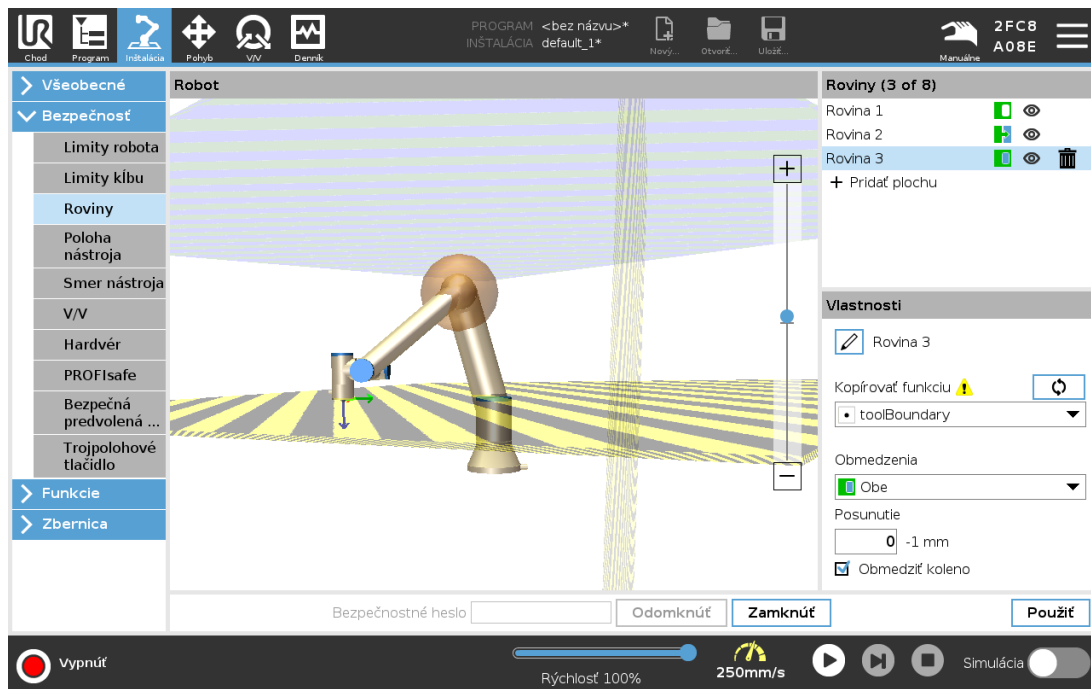 PROGRAM <bez názvu>*
INŠTALÁCIA default_1*
Nový...
Otvoriť...
Uložiť...
Chod
Program
Inštalácia
Pohyb
V/V
Denník
Manuálne
2FC8
A08E
Všeobecné
Bezpečnosť
Limity robota
Limity kĺbu
Roviny
Poloha
nástroja
Smer nástroja
V/V
Hardvér
PROFIsafe
Bezpečná
predvolená ...
Trojpolohové
tlačidlo
Funkcie
Zbernica
Robot
Roviny (3 of 8)
Rovina 1
Rovina 2
Rovina 3
+ Pridať plochu
Vlastnosti
Rovina 3
Kopírovať funkciu
toolBoundary
Obmedzenia
Obe
Posunutie
0 -1 mm
Obmedziť koleno
Bezpečnostné heslo
Odomknúť
Zamknúť
Použiť
Vypnúť
Rýchlosť 100%
250mm/s
Simulácia